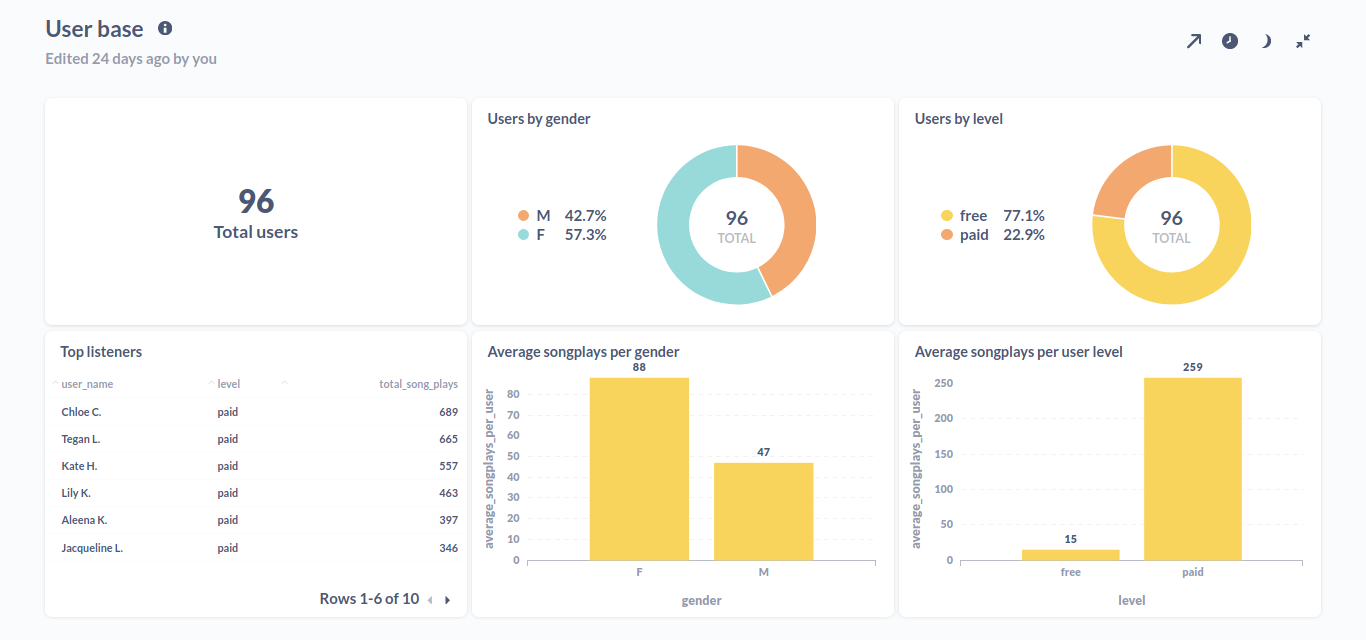 User base
Edited 24 days ago by you
96
Total users
Users by gender
M 42.7%
F 57.3%
96
TOTAL
Users by level
free 77.1%
paid 22.9%
96
TOTAL
Top listeners
user_name level total_song_plays
Chloe C. paid 689
Tegan L. paid 665
Kate H. paid 557
Lily K. paid 463
Aleena K. paid 397
Jacqueline L. paid 346
Rows 1-6 of 10
Average songplays per gender
average_songplays_per_user
80
70
60
50
40
30
20
10
0
88
47
F M
gender
Average songplays per user level
average_songplays_per_user
250
200
150
100
50
0
15
259
free paid
level